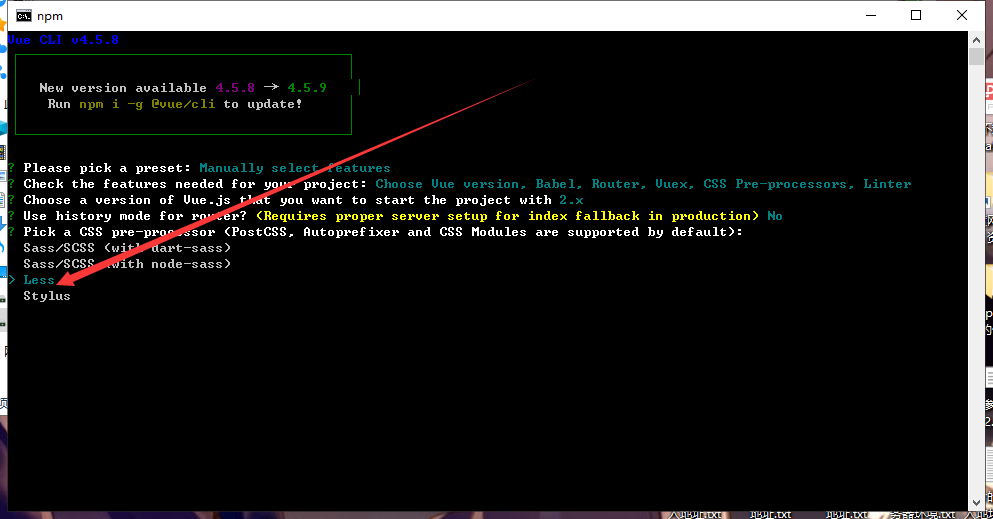 npm
Vue CLI v4.5.8
New version available 4.5.8 → 4.5.9
Run npm i -g @vue/cli to update!
? Please pick a preset: Manually select features
? Check the features needed for your project: Choose Vue version, Babel, Router, Vuex, CSS Pre-processors, Linter
? Choose a version of Vue.js that you want to start the project with 2.x
? Use history mode for router? (Requires proper server setup for index fallback in production) No
? Pick a CSS pre-processor (PostCSS, Autoprefixer and CSS Modules are supported by default):
Sass/SCSS (with dart-sass)
Sass/SCSS (with node-sass)
> Less
Stylus